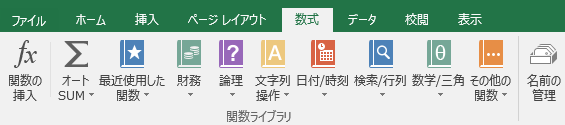 ファイル ホーム 挿入 ページ レイアウト 数式 データ 校閲 表示
fx Σ ? A θ
関数の挿入
オート SUM
最近使用した関数
財務
論理
文字列操作
日付/時刻
検索/行列
数学/三角
その他の関数
名前の管理
関数ライブラリ